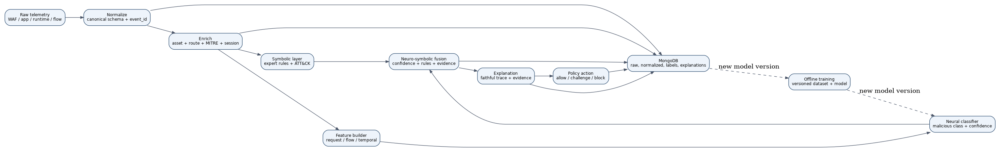 Raw telemetry
WAF / app / runtime / flow
Normalize
canonical schema + event_id
Enrich
asset + route + MITRE + session
Symbolic layer
expert rules + ATT&CK
Neuro-symbolic fusion
confidence + rules + evidence
Explanation
faithful trace + evidence
Policy action
allow / challenge / block
MongoDB
raw, normalized, labels, explanations
new model version
Offline training
versioned dataset + model
new model version
Neural classifier
malicious class + confidence
Feature builder
request / flow / temporal